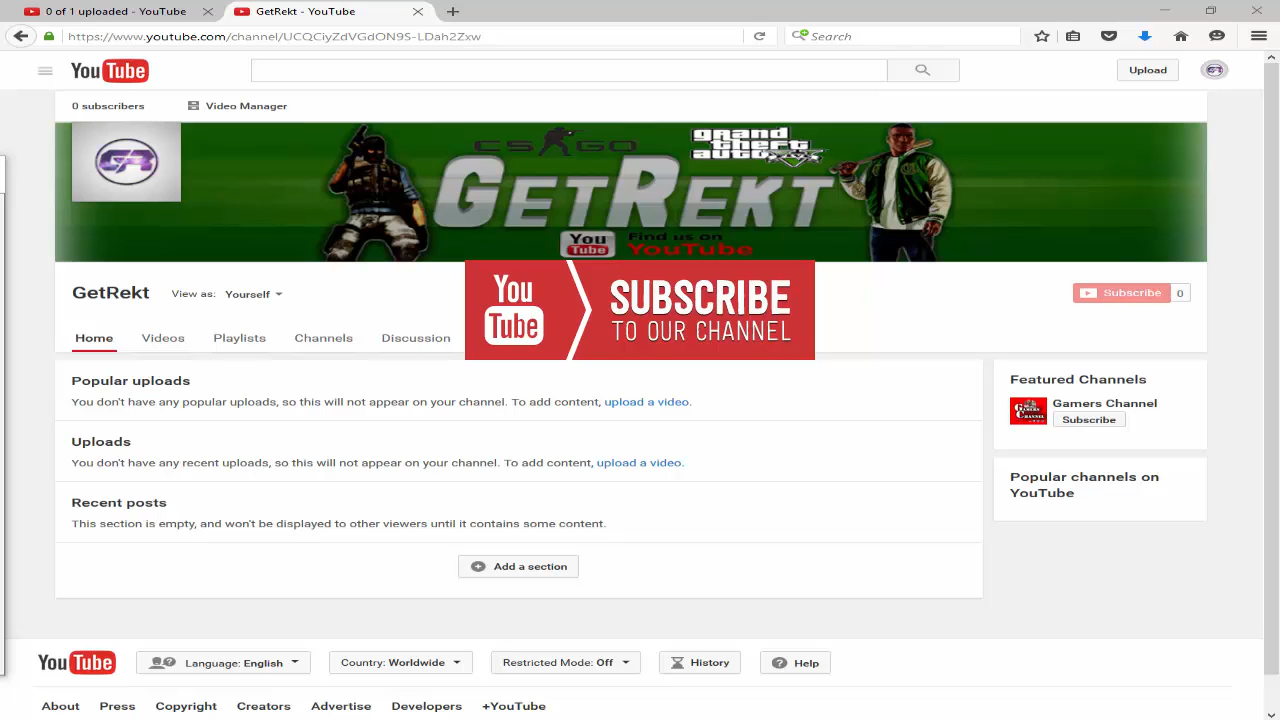 0 of 1 uploaded - YouTube
GetRekt - YouTube
https://www.youtube.com/channel/UCQCiyZdVGdON9S-LDah2Zxw
Search
YouTube
Upload
0 subscribers
Video Manager
CS GO
grand
theft
auto
GETREKT
You
Tube
Find us on
YouTube
GetRekt
View as: Yourself
You
Tube
SUBSCRIBE
TO OUR CHANNEL
Subscribe
0
Home
Videos
Playlists
Channels
Discussion
Popular uploads
You don't have any popular uploads, so this will not appear on your channel. To add content, upload a video.
Uploads
You don't have any recent uploads, so this will not appear on your channel. To add content, upload a video.
Recent posts
This section is empty, and won't be displayed to other viewers until it contains some content.
Add a section
Featured Channels
Gamers Channel
Subscribe
Popular channels on
YouTube
YouTube
Language: English
Country: Worldwide
Restricted Mode: Off
History
Help
About
Press
Copyright
Creators
Advertise
Developers
+YouTube